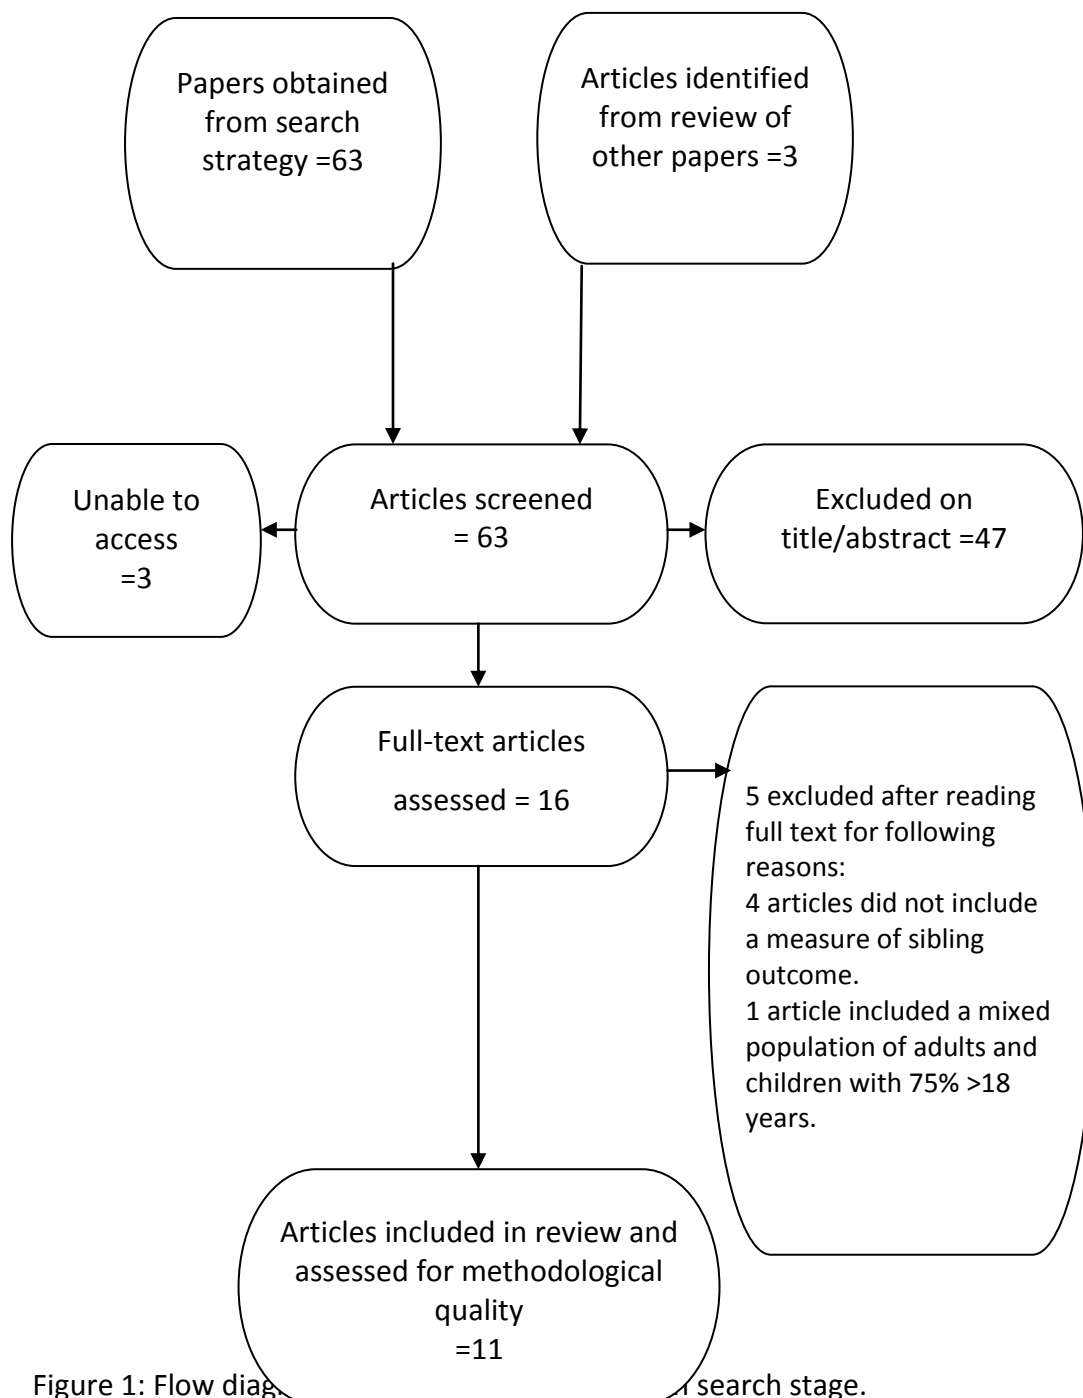 Papers obtained
from search
strategy =63
Articles identified
from review of
other papers =3
Unable to
access
=3
Articles screened
= 63
Excluded on
title/abstract =47
Full-text articles
assessed = 16
5 excluded after reading
full text for following
reasons:
4 articles did not include
a measure of sibling
outcome.
1 article included a mixed
population of adults and
children with 75% >18
years.
Articles included in review and
assessed for methodological
quality
=11
Figure 1: Flow search stage.